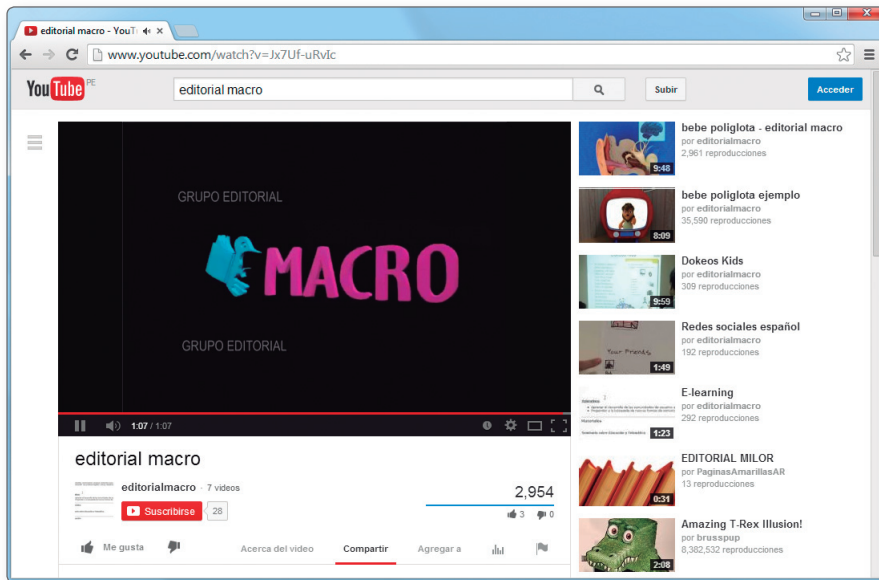 editorial macro - YouT
www.youtube.com/watch?v=Jx7Uf-uRvIc
YouTube PE
editorial macro
Subir
Acceder
GRUPO EDITORIAL
MACRO
GRUPO EDITORIAL
1:07 / 1:07
editorial macro
editorialmacro - 7 videos
Suscribirse 28
2,954
3 0
Me gusta
Acerca del video
Compartir
Agregar a
bebe poliglota - editorial macro
por editorialmacro
2,961 reproducciones
9:48
bebe poliglota ejemplo
por editorialmacro
35,590 reproducciones
8:09
Dokeos Kids
por editorialmacro
309 reproducciones
9:59
Redes sociales español
por editorialmacro
192 reproducciones
Your Friends
1:49
E-learning
por editorialmacro
292 reproducciones
1:23
EDITORIAL MILOR
por PaginasAmarillasAR
13 reproducciones
0:31
Amazing T-Rex Illusion!
por brusspup
8,382,532 reproducciones
2:08